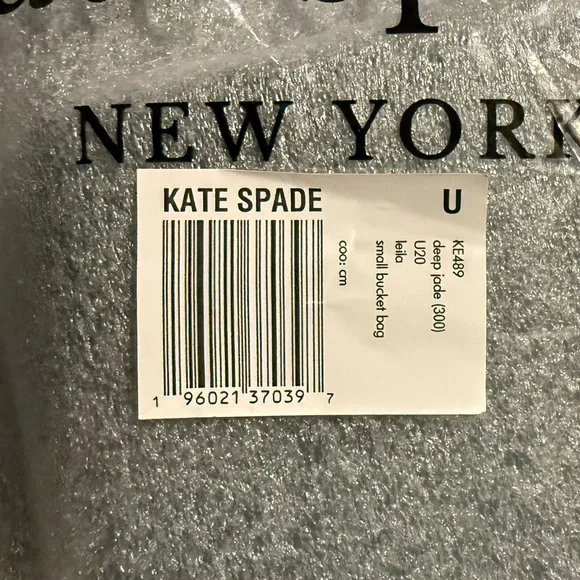 NEW YORK
KATE SPADE
U
KE489
deep jade (300)
U20
leila
small bucket bag
coo: cm
1 96021 37039 7